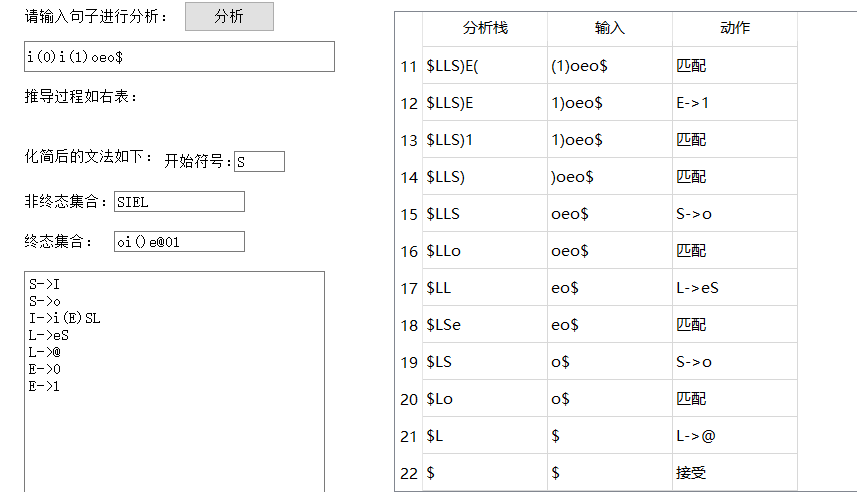 请输入句子进行分析：
分析
i(0)i(1)oeo$
推导过程如右表：
化简后的文法如下：
开始符号：S
非终态集合：SIEL
终态集合：oi()e@01
S->I
S->o
I->i(E)SL
L->eS
L->@
E->0
E->1
分析栈 输入 动作
11 $LLS)E( (1)oeo$ 匹配
12 $LLS)E 1)oeo$ E->1
13 $LLS)1 1)oeo$ 匹配
14 $LLS) )oeo$ 匹配
15 $LLS oeo$ S->o
16 $LLo oeo$ 匹配
17 $LL eo$ L->eS
18 $LSe eo$ 匹配
19 $LS o$ S->o
20 $Lo o$ 匹配
21 $L $ L->@
22 $ $ 接受